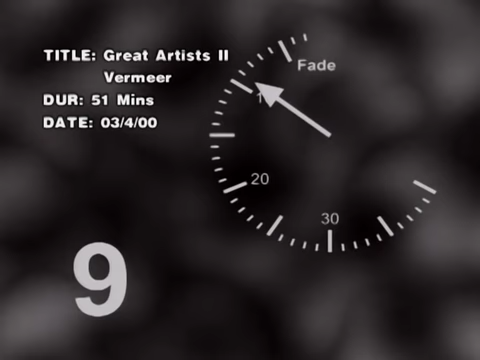 TITLE: Great Artists II
Vermeer
DUR: 51 Mins
DATE: 03/4/00
Fade
20
30
9